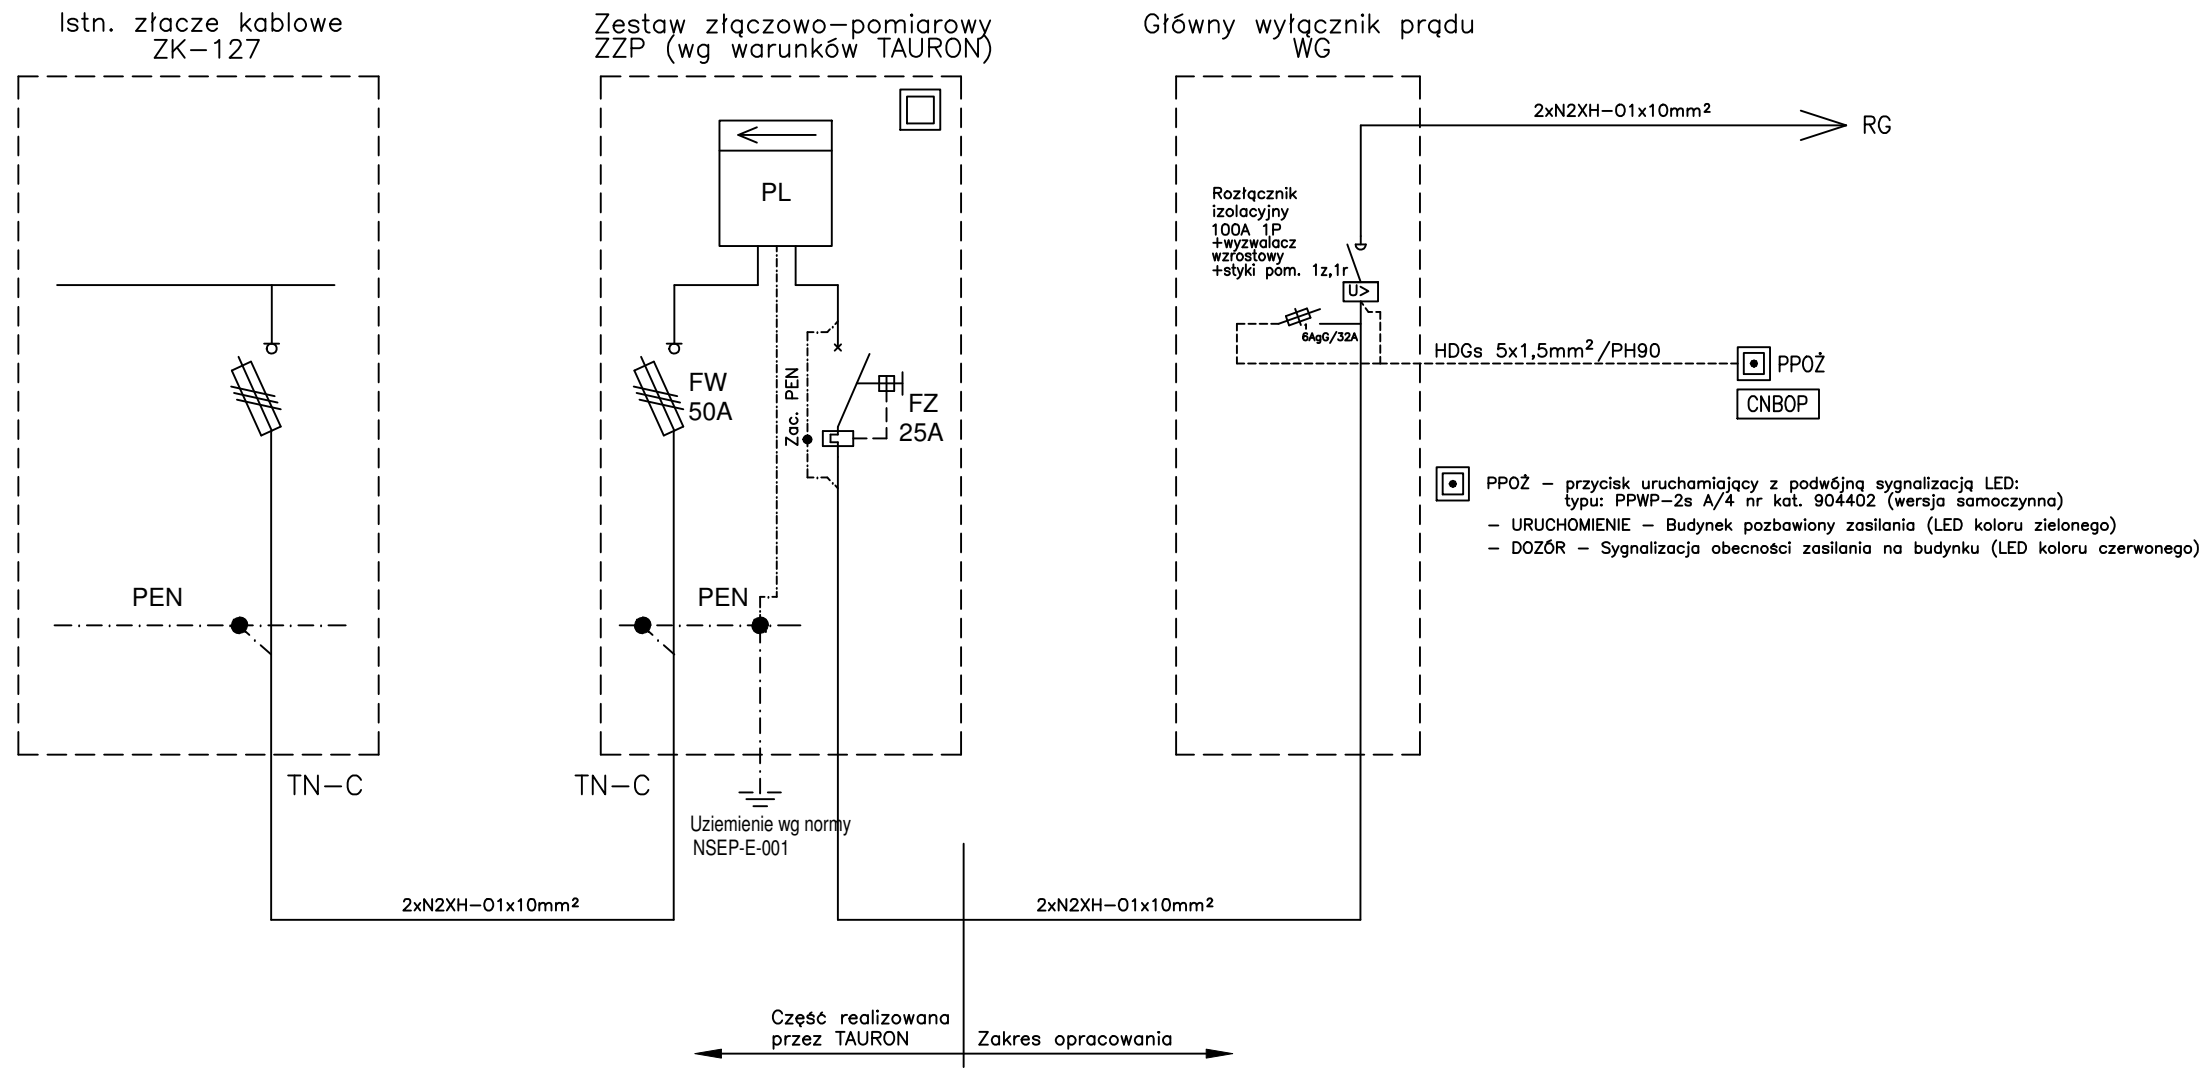 Istn. złacze kablowe
ZK-127
Zestaw złączowo-pomiarowy
ZZP (wg warunków TAURON)
Główny wyłącznik prądu
WG
2xN2XH-O1x10mm²
RG
PL
Rozłącznik
izolacyjny
100A 1P
+wyzwalacz
wzrostowy
+styki pom. 1z,1r
U>
6AgG/32A
HDGs 5x1,5mm²/PH90
PPOŻ
CNBOP
FW
50A
Zac. PEN
FZ
25A
PPOŻ - przycisk uruchamiający z podwójną sygnalizacją LED:
typu: PPWP-2s A/4 nr kat. 904402 (wersja samoczynna)
- URUCHOMIENIE - Budynek pozbawiony zasilania (LED koloru zielonego)
- DOZÓR - Sygnalizacja obecności zasilania na budynku (LED koloru czerwonego)
PEN
PEN
TN-C
TN-C
Uziemienie wg normy
NSEP-E-001
2xN2XH-O1x10mm²
2xN2XH-O1x10mm²
Część realizowana
przez TAURON
Zakres opracowania